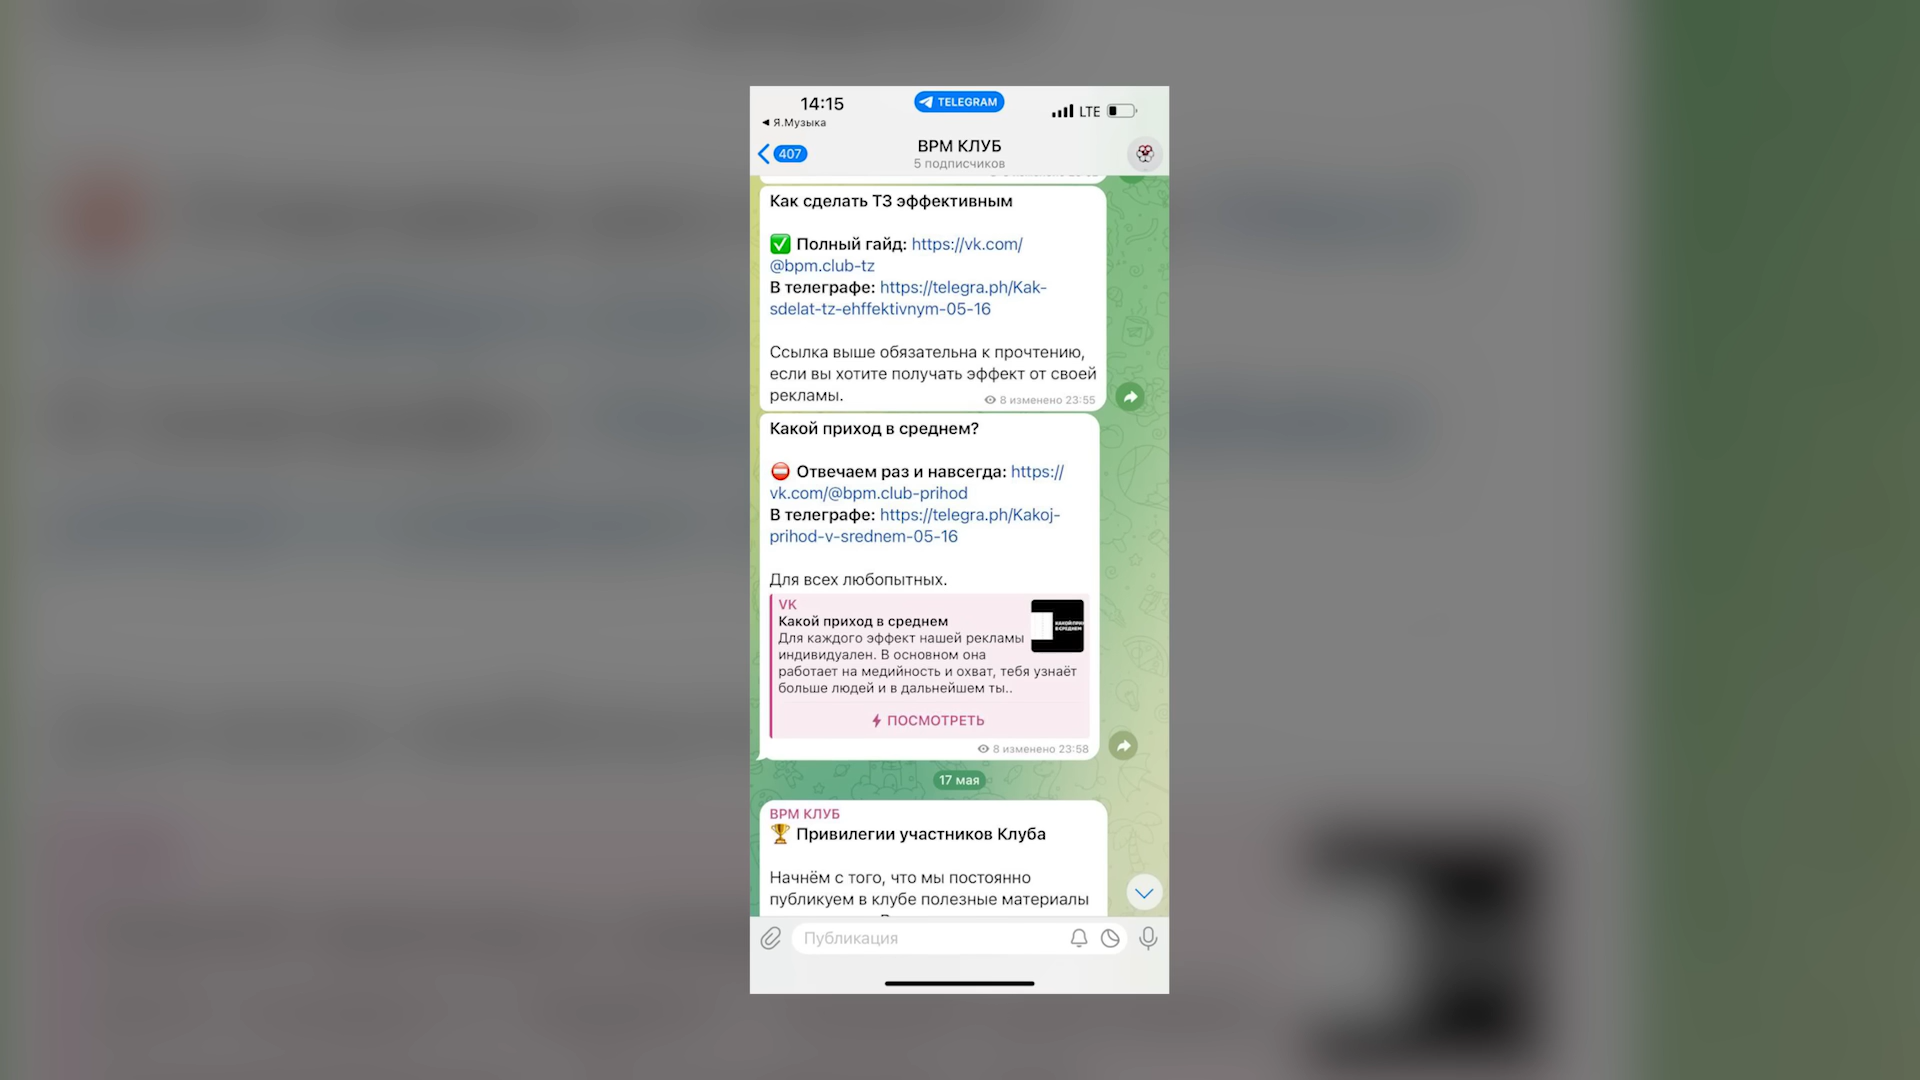 14:15
TELEGRAM
LTE
◄ Я.Музыка
407
BPM КЛУБ
5 подписчиков
Как сделать ТЗ эффективным
✅ Полный гайд: https://vk.com/
@bpm.club-tz
В телеграфе: https://telegra.ph/Kak-
sdelat-tz-ehffektivnym-05-16
Ссылка выше обязательна к прочтению,
если вы хотите получать эффект от своей
рекламы.
8 изменено 23:55
Какой приход в среднем?
⛔ Отвечаем раз и навсегда: https://
vk.com/@bpm.club-prihod
В телеграфе: https://telegra.ph/Kakoj-
prihod-v-srednem-05-16
Для всех любопытных.
VK
Какой приход в среднем
Для каждого эффект нашей рекламы
индивидуален. В основном она
работает на медийность и охват, тебя узнаёт
больше людей и в дальнейшем ты..
ПОСМОТРЕТЬ
8 изменено 23:58
17 мая
BPM КЛУБ
🏆 Привилегии участников Клуба
Начнём с того, что мы постоянно
публикуем в клубе полезные материалы
Публикация